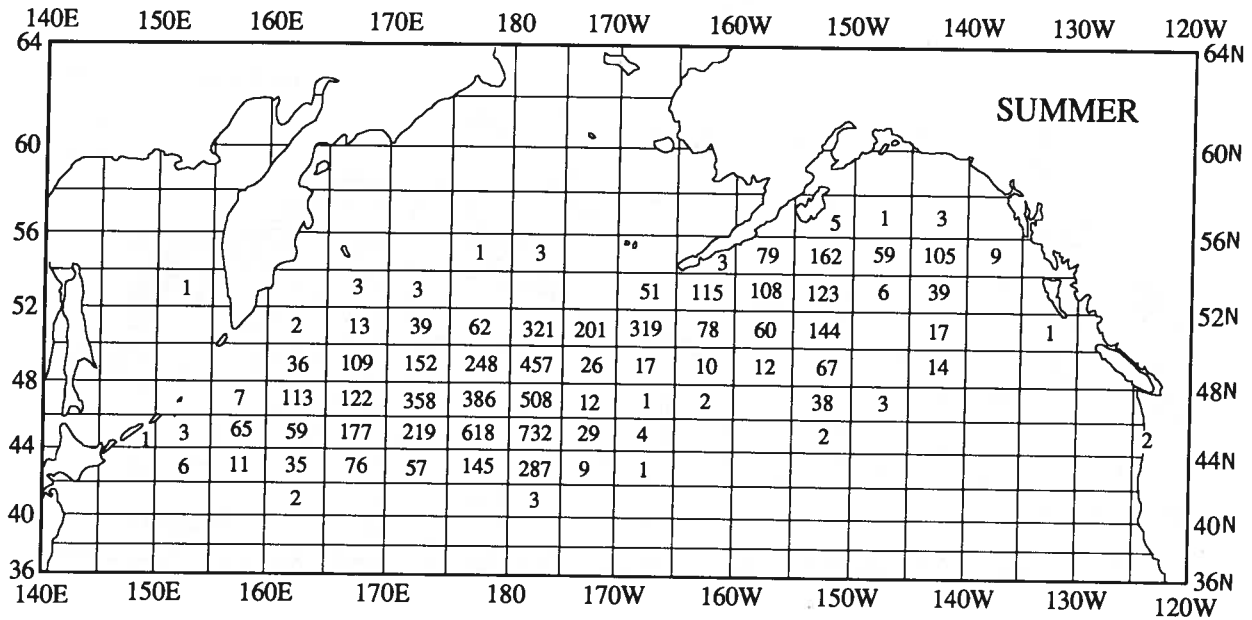 140E 150E 160E 170E 180 170W 160W 150W 140W 130W 120W
64 64N
SUMMER
60 60N
5 1 3
56 56N
1 3 3 79 162 59 105 9
1 3 3 51 115 108 123 6 39
52 52N
2 13 39 62 321 201 319 78 60 144 17 1
36 109 152 248 457 26 17 10 12 67 14
48 48N
7 113 122 358 386 508 12 1 2 38 3
1 3 65 59 177 219 618 732 29 4 2 2
44 44N
6 11 35 76 57 145 287 9 1
2 3
40 40N
36 36N
140E 150E 160E 170E 180 170W 160W 150W 140W 130W 120W